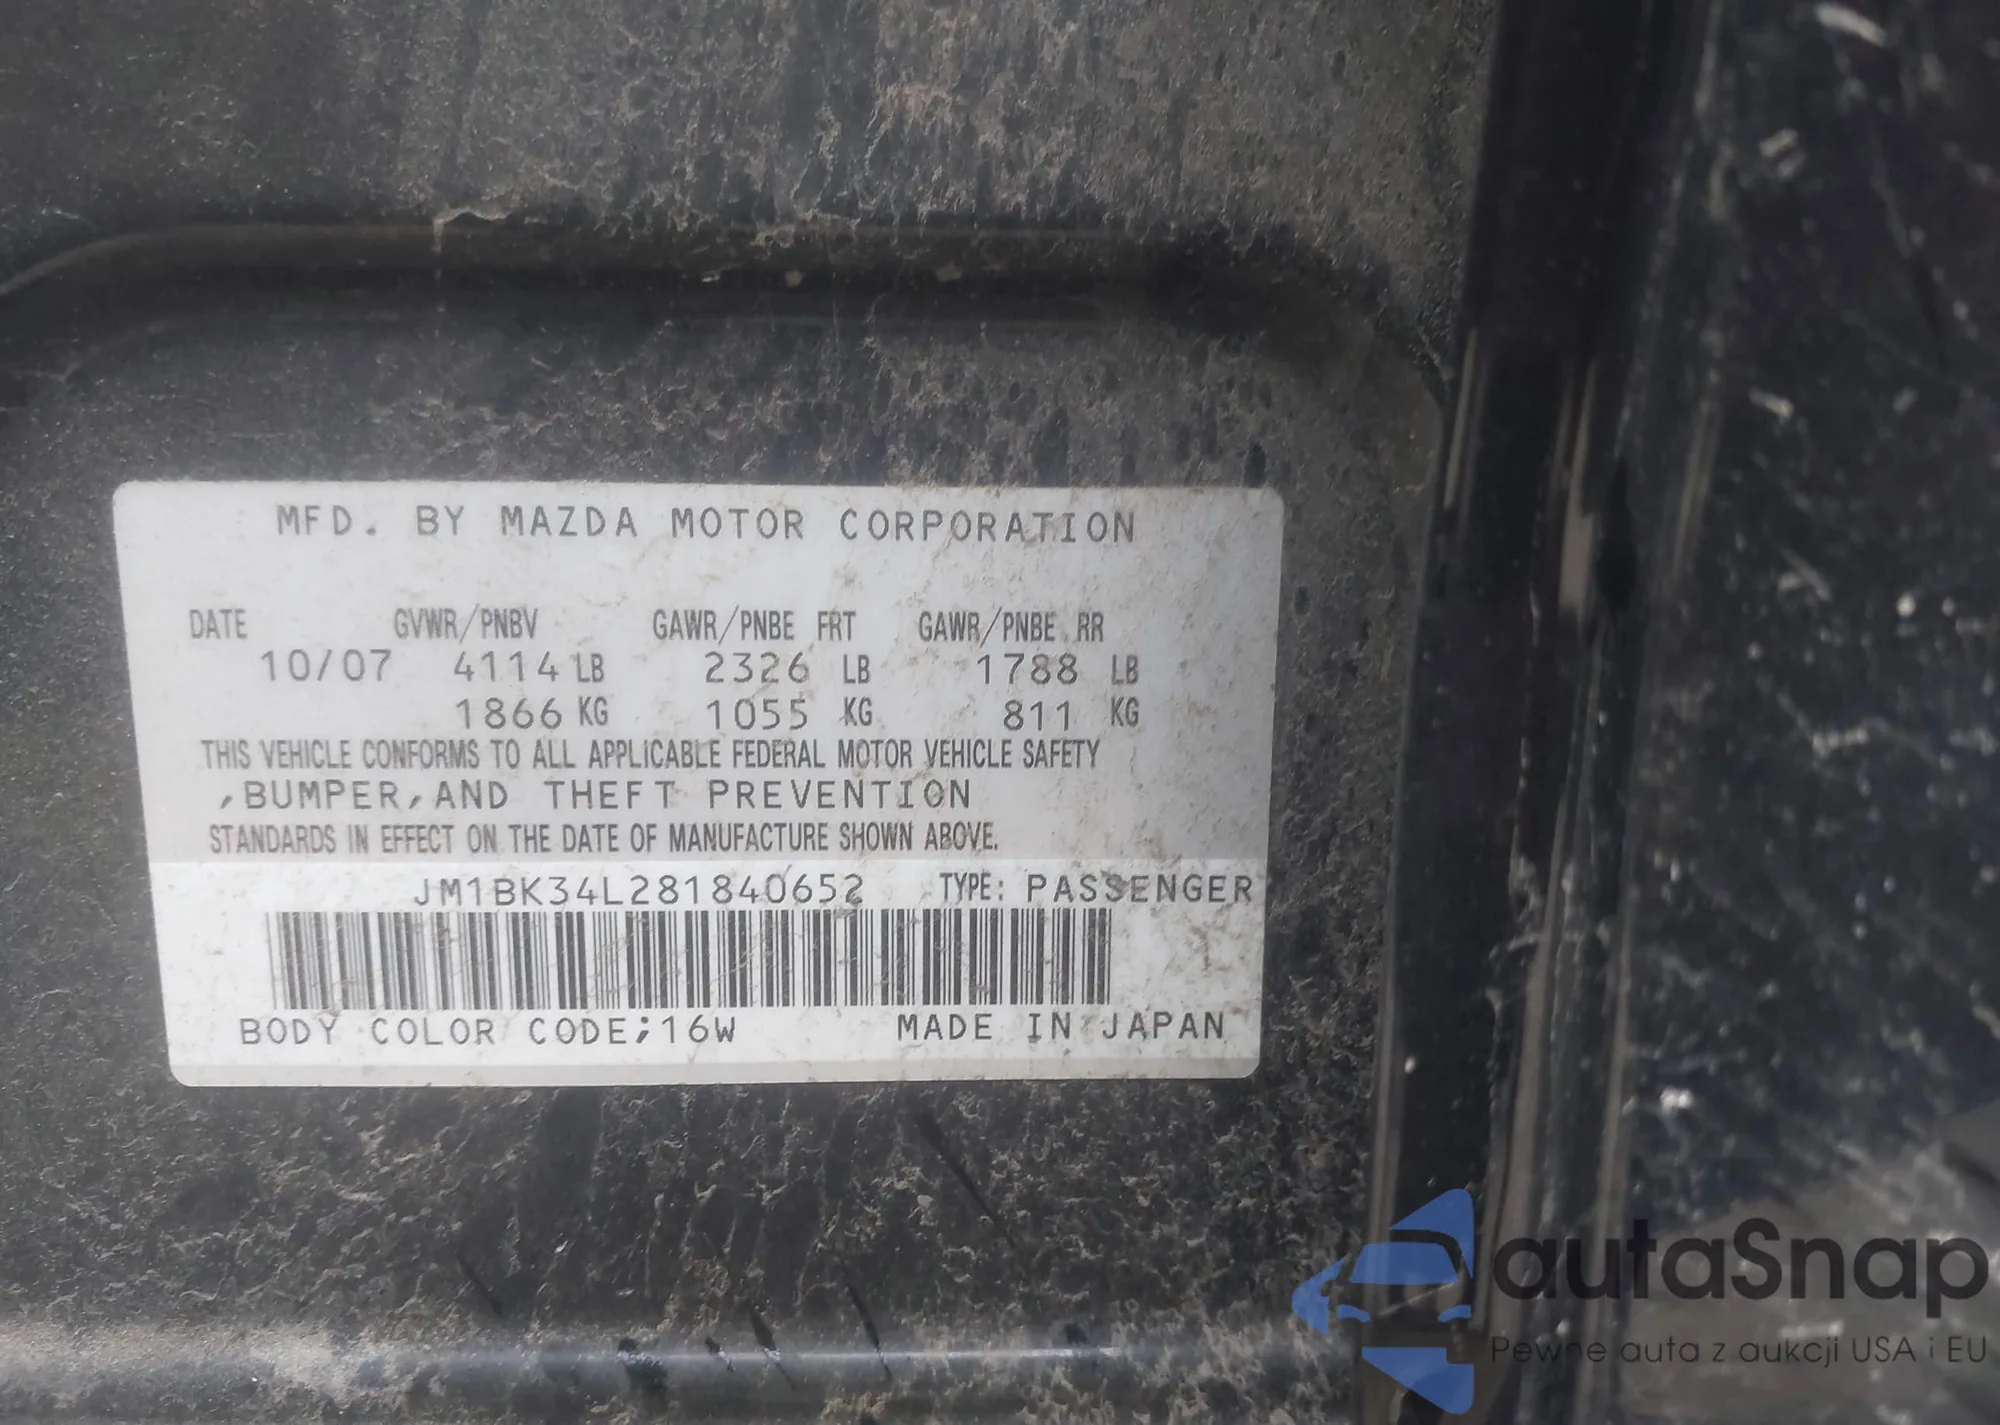 MFD. BY MAZDA MOTOR CORPORATION
DATE GVWR/PNBV GAWR/PNBE FRT GAWR/PNBE RR
10/07 4114 LB 2326 LB 1788 LB
1866 KG 1055 KG 811 KG
THIS VEHICLE CONFORMS TO ALL APPLICABLE FEDERAL MOTOR VEHICLE SAFETY
,BUMPER,AND THEFT PREVENTION
STANDARDS IN EFFECT ON THE DATE OF MANUFACTURE SHOWN ABOVE.
JM1BK34L281840652 TYPE: PASSENGER
BODY COLOR CODE;16W MADE IN JAPAN
autaSnap
Pewne auta z aukcji USA i EU